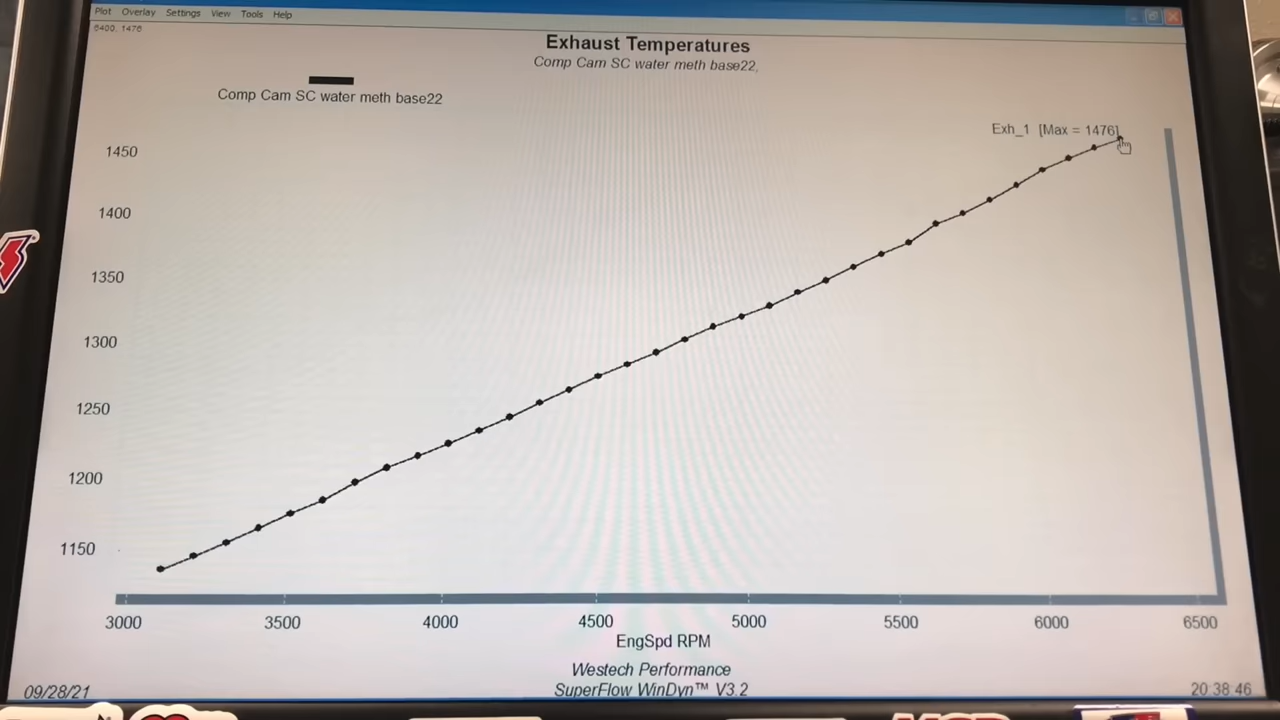 Plot Overlay Settings View Tools Help
6400, 1476
Exhaust Temperatures
Comp Cam SC water meth base22,
Comp Cam SC water meth base22
Exh_1 [Max = 1476]
1450
1400
1350
1300
1250
1200
1150
3000 3500 4000 4500 5000 5500 6000 6500
EngSpd RPM
Westech Performance
SuperFlow WinDyn™ V3.2
09/28/21
20:38:46